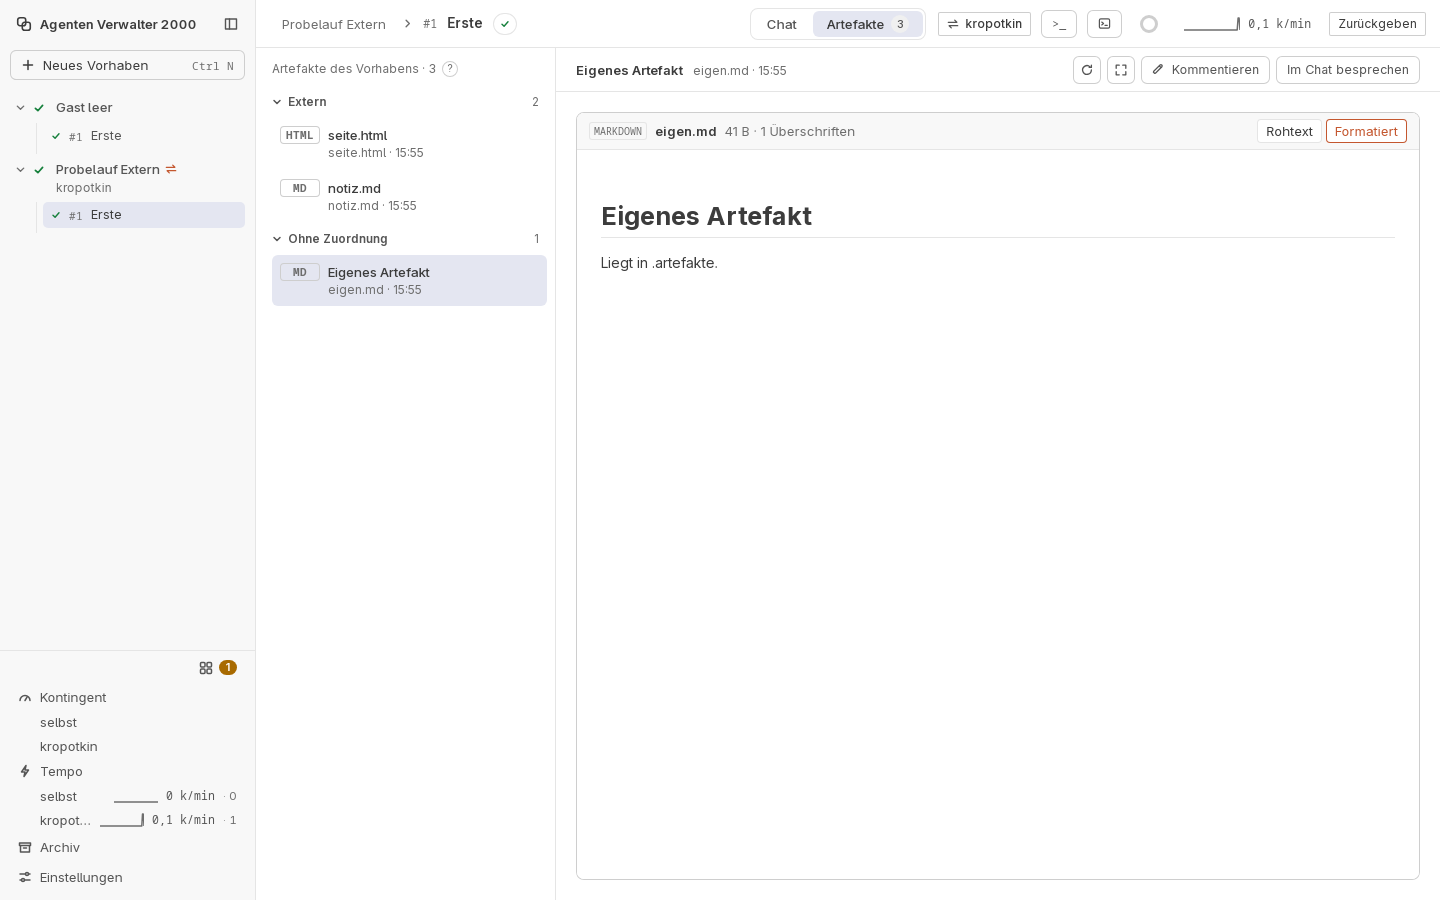 Agenten Verwalter 2000
Neues Vorhaben Ctrl N
Gast leer
#1 Erste
Probelauf Extern
kropotkin
#1 Erste
1
Kontingent
selbst
kropotkin
Tempo
selbst 0 k/min · 0
kropot… 0,1 k/min · 1
Archiv
Einstellungen
Probelauf Extern #1 Erste
Chat Artefakte 3 kropotkin >_ 0,1 k/min Zurückgeben
Artefakte des Vorhabens · 3 ?
Extern 2
HTML seite.html
seite.html · 15:55
MD notiz.md
notiz.md · 15:55
Ohne Zuordnung 1
MD Eigenes Artefakt
eigen.md · 15:55
Eigenes Artefakt eigen.md · 15:55
Kommentieren Im Chat besprechen
MARKDOWN eigen.md 41 B · 1 Überschriften Rohtext Formatiert
Eigenes Artefakt
Liegt in .artefakte.